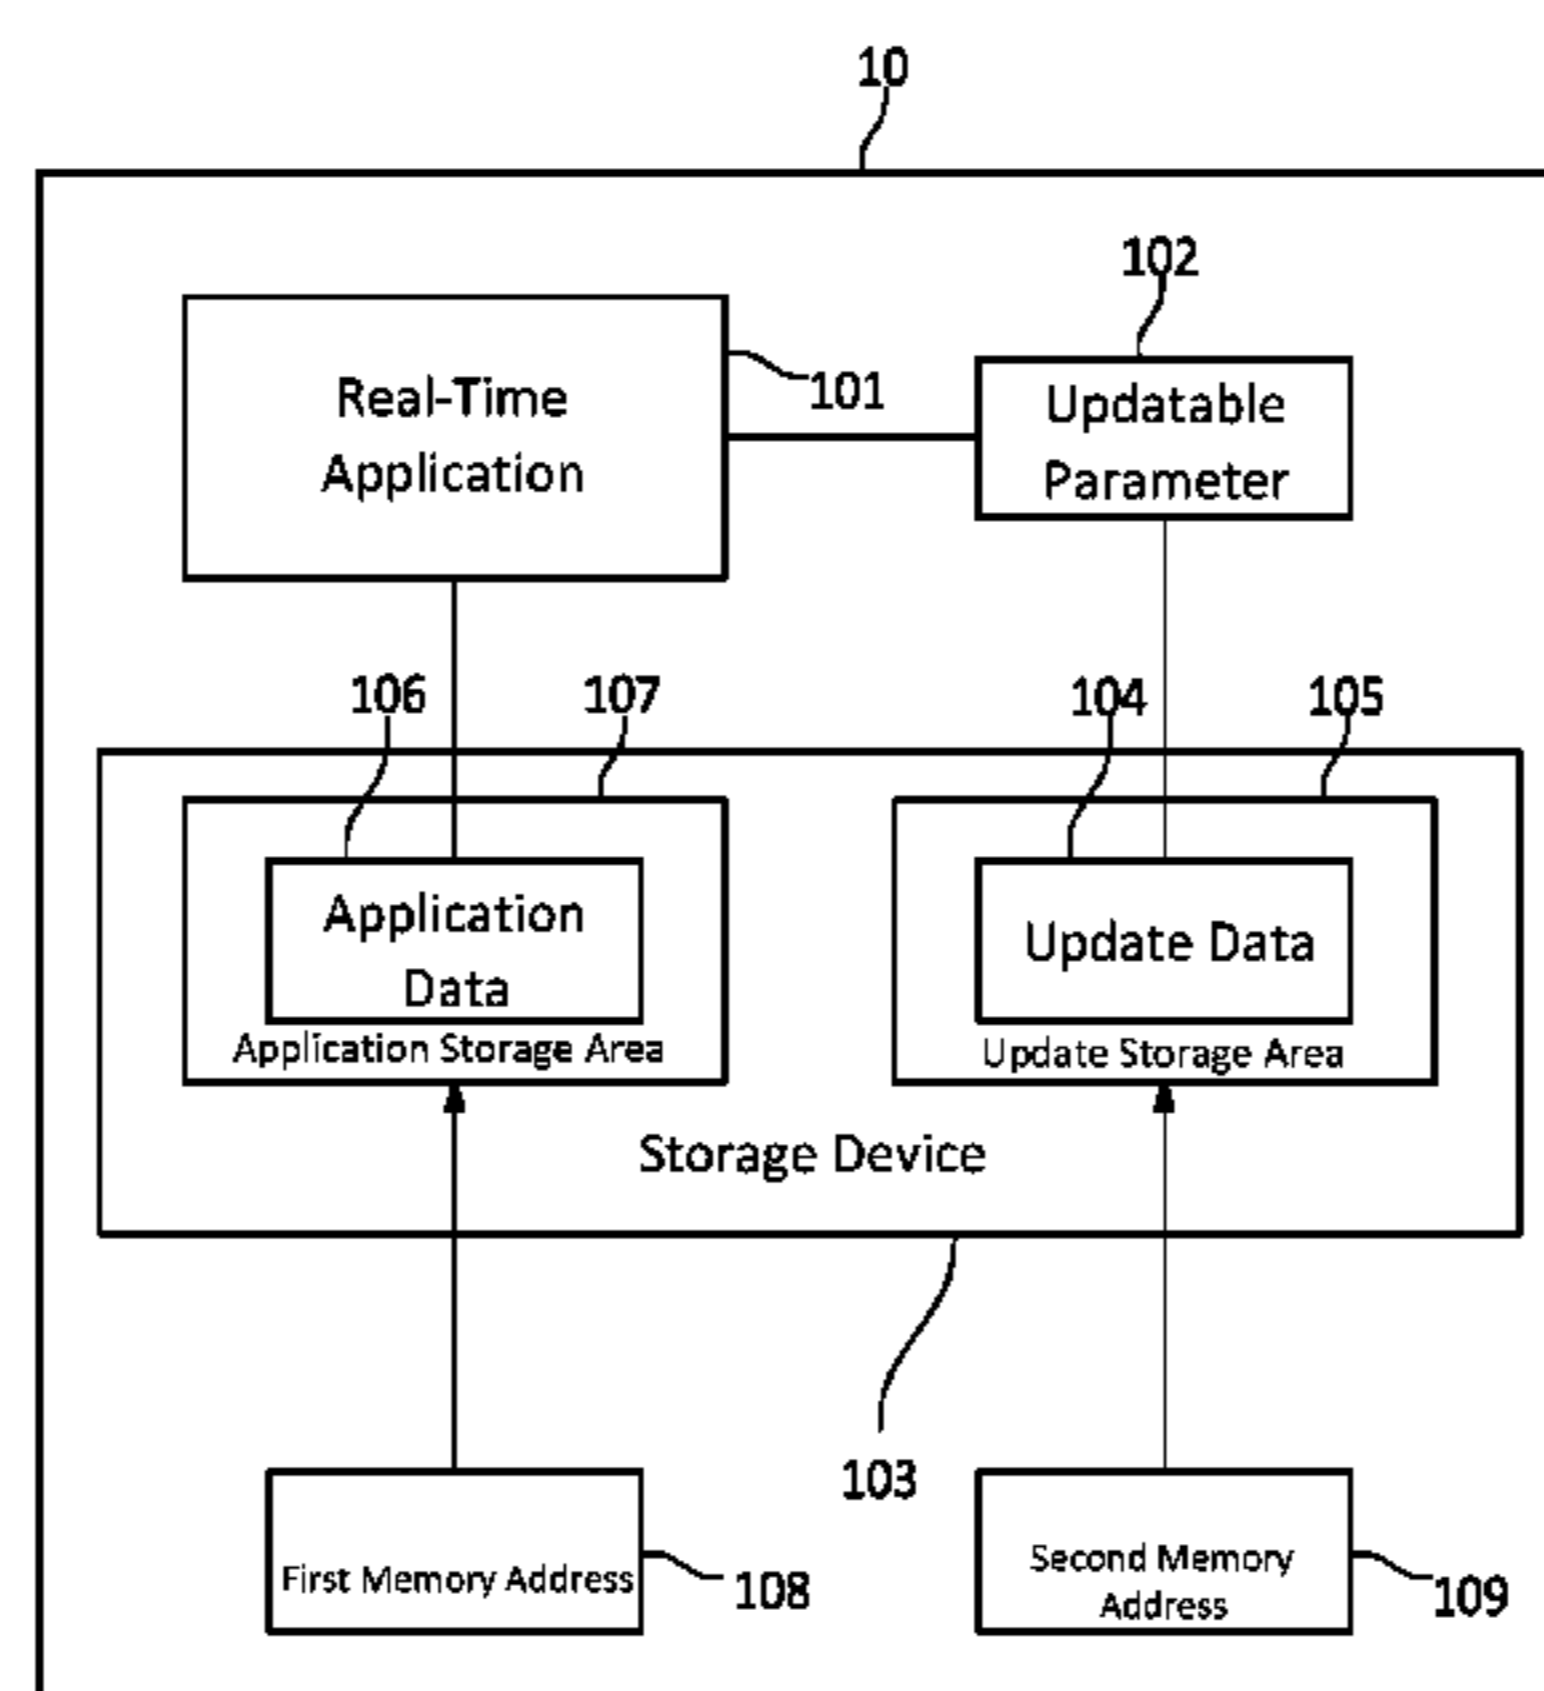 10
102
Real-Time
Application
101
Updatable
Parameter
106
107
104
105
Application
Data
Application Storage Area
Update Data
Update Storage Area
Storage Device
103
First Memory Address
108
Second Memory
Address
109